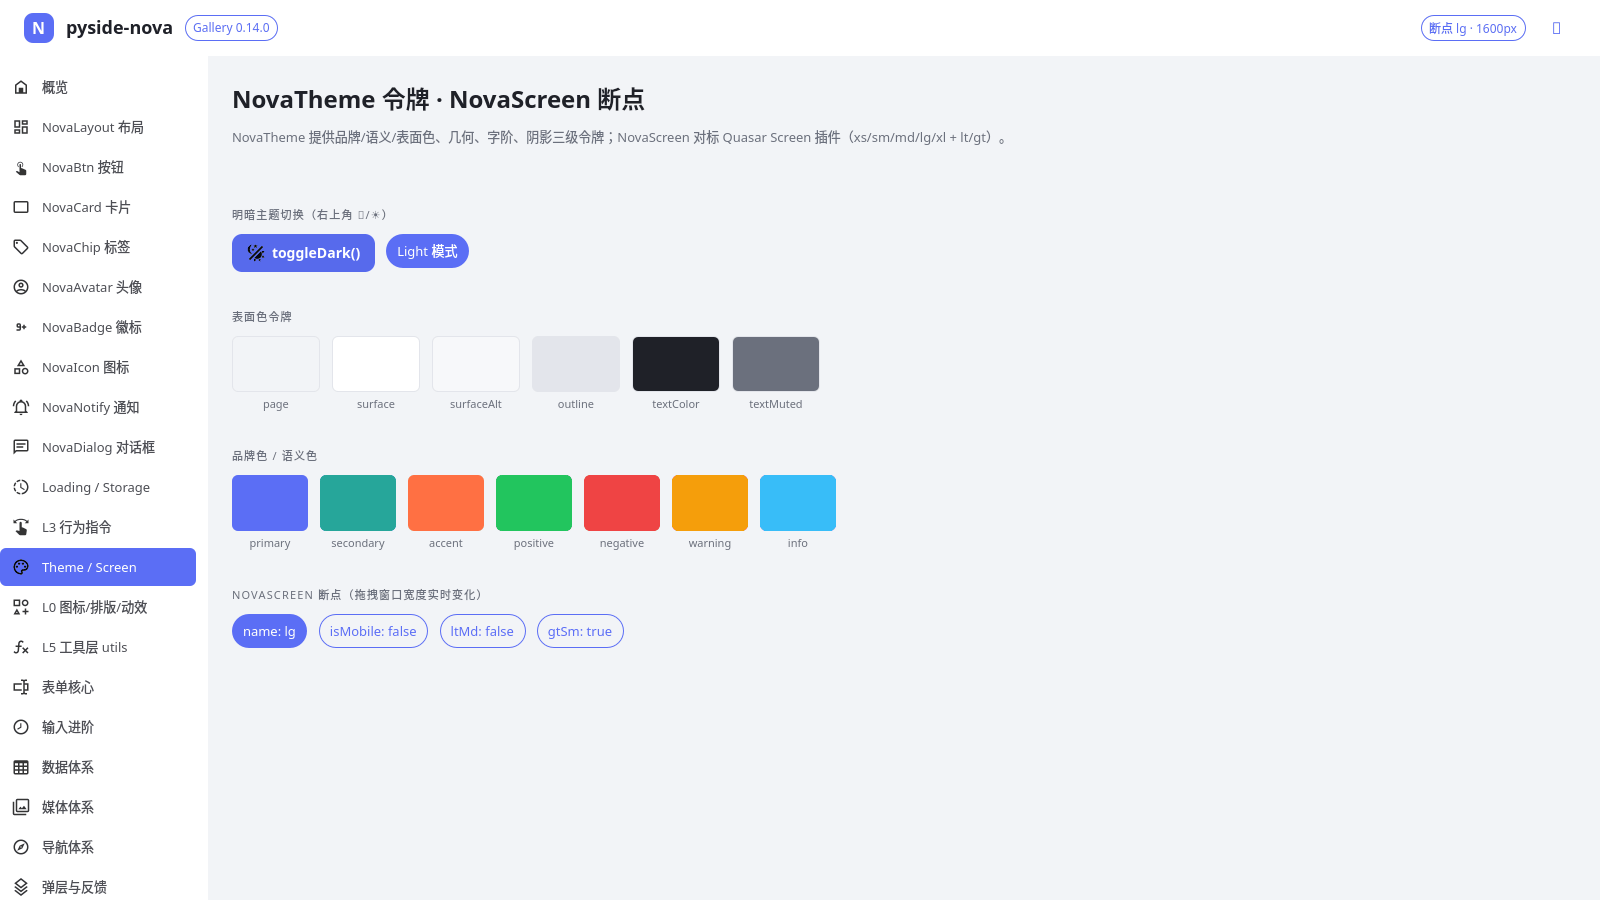 N pyside-nova Gallery 0.14.0
断点 lg · 1600px
概览
NovaLayout 布局
NovaBtn 按钮
NovaCard 卡片
NovaChip 标签
NovaAvatar 头像
NovaBadge 徽标
NovaIcon 图标
NovaNotify 通知
NovaDialog 对话框
Loading / Storage
L3 行为指令
Theme / Screen
L0 图标/排版/动效
L5 工具层 utils
表单核心
输入进阶
数据体系
媒体体系
导航体系
弹层与反馈
NovaTheme 令牌 · NovaScreen 断点
NovaTheme 提供品牌/语义/表面色、几何、字阶、阴影三级令牌；NovaScreen 对标 Quasar Screen 插件（xs/sm/md/lg/xl + lt/gt）。
明暗主题切换（右上角 ▯/☀）
toggleDark() Light 模式
表面色令牌
page surface surfaceAlt outline textColor textMuted
品牌色 / 语义色
primary secondary accent positive negative warning info
NOVASCREEN 断点（拖拽窗口宽度实时变化）
name: lg isMobile: false ltMd: false gtSm: true